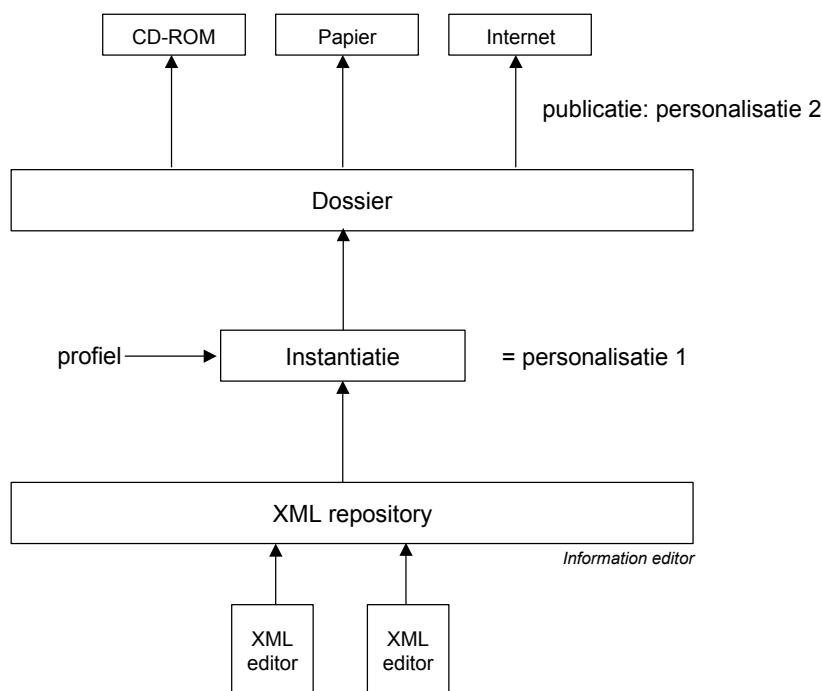 CD-ROM
Papier
Internet
publicatie: personalisatie 2
Dossier
profiel
Instantiatie
= personalisatie 1
XML repository
Information editor
XML
editor
XML
editor